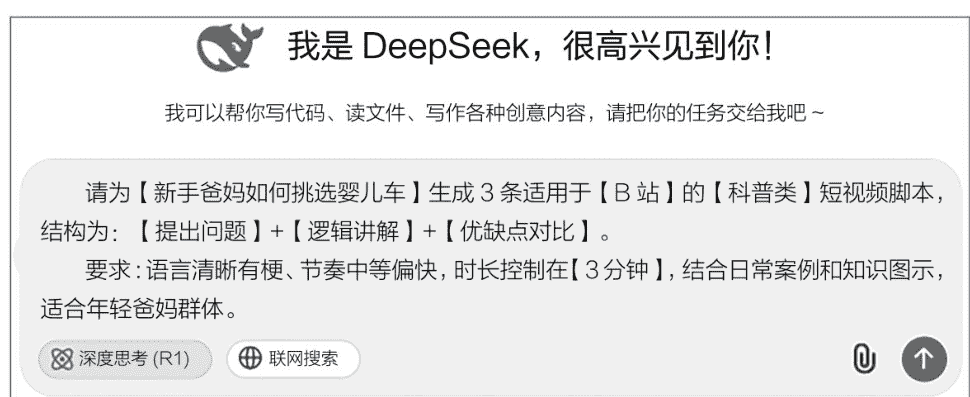 我是 DeepSeek，很高兴见到你！
我可以帮你写代码、读文件、写作各种创意内容，请把你的任务交给我吧 ~
请为【新手爸妈如何挑选婴儿车】生成 3 条适用于【B 站】的【科普类】短视频脚本，
结构为：【提出问题】+【逻辑讲解】+【优缺点对比】。
要求：语言清晰有梗、节奏中等偏快，时长控制在【3 分钟】，结合日常案例和知识图示，
适合年轻爸妈群体。
深度思考 (R1) 联网搜索